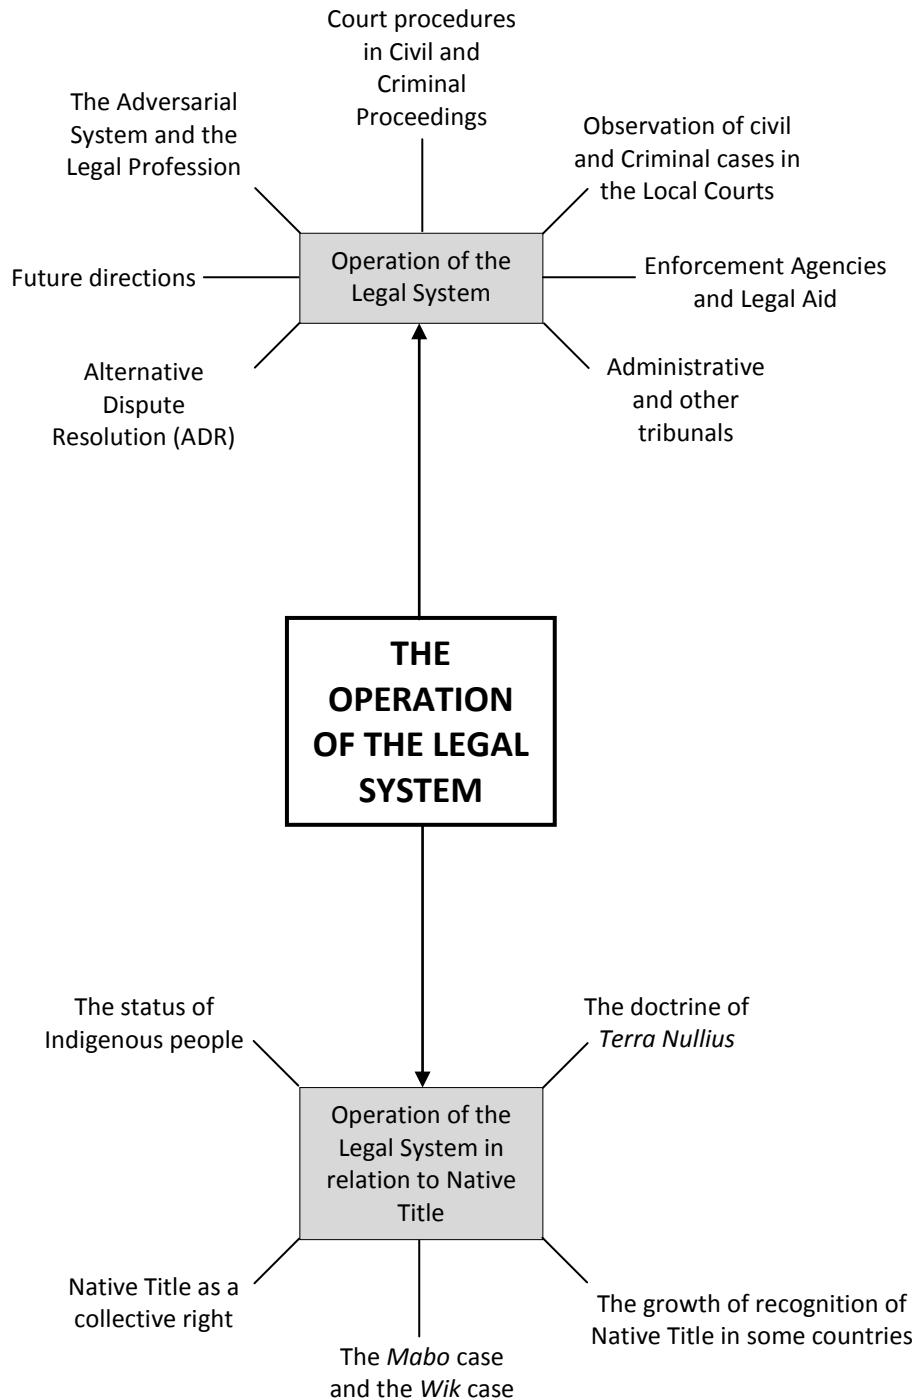 Court procedures
in Civil and
Criminal
Proceedings
The Adversarial
System and the
Legal Profession
Observation of civil
and Criminal cases in
the Local Courts
Future directions
Operation of the
Legal System
Enforcement Agencies
and Legal Aid
Alternative
Dispute
Resolution (ADR)
Administrative
and other
tribunals
THE
OPERATION
OF THE LEGAL
SYSTEM
The status of
Indigenous people
The doctrine of
Terra Nullius
Operation of the
Legal System in
relation to Native
Title
Native Title as a
collective right
The Mabo case
and the Wik case
The growth of recognition of
Native Title in some countries